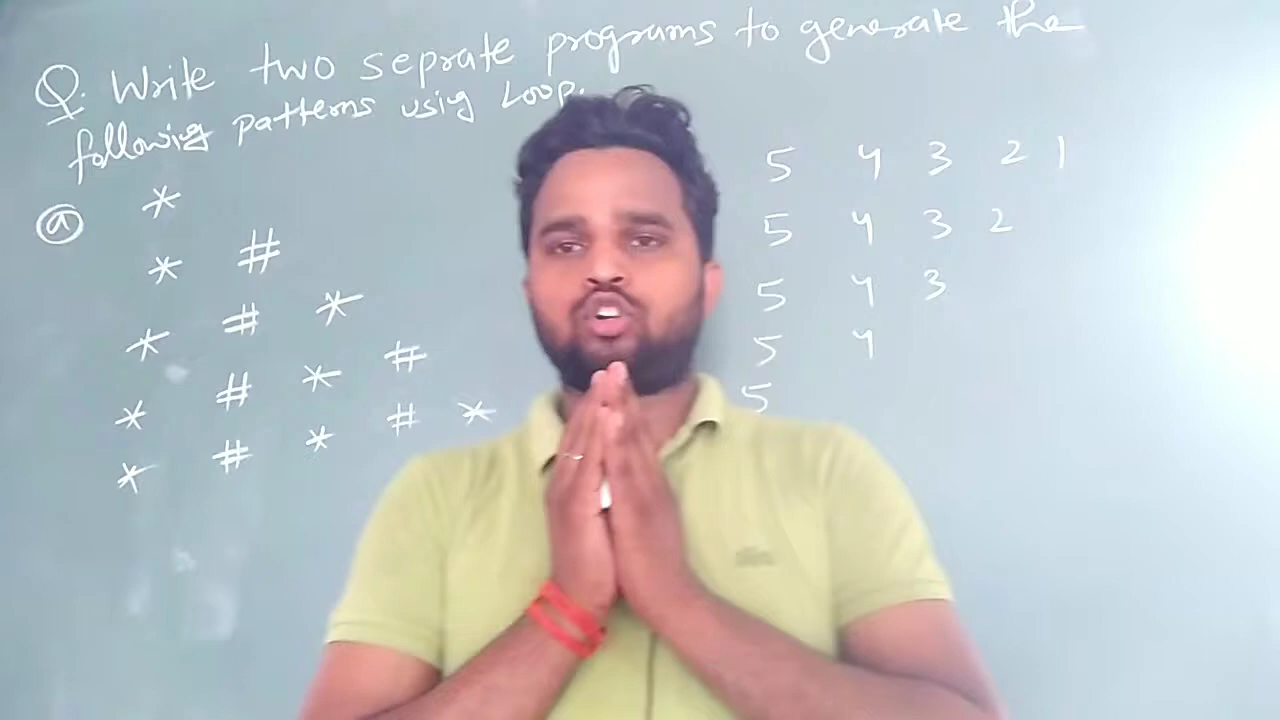 Q. Write two seprate programs to generate the
following patterns using Loop.
(a)
*
* #
* # *
* # * #
* # * # *
5 4 3 2 1
5 4 3 2
5 4 3
5 4
5